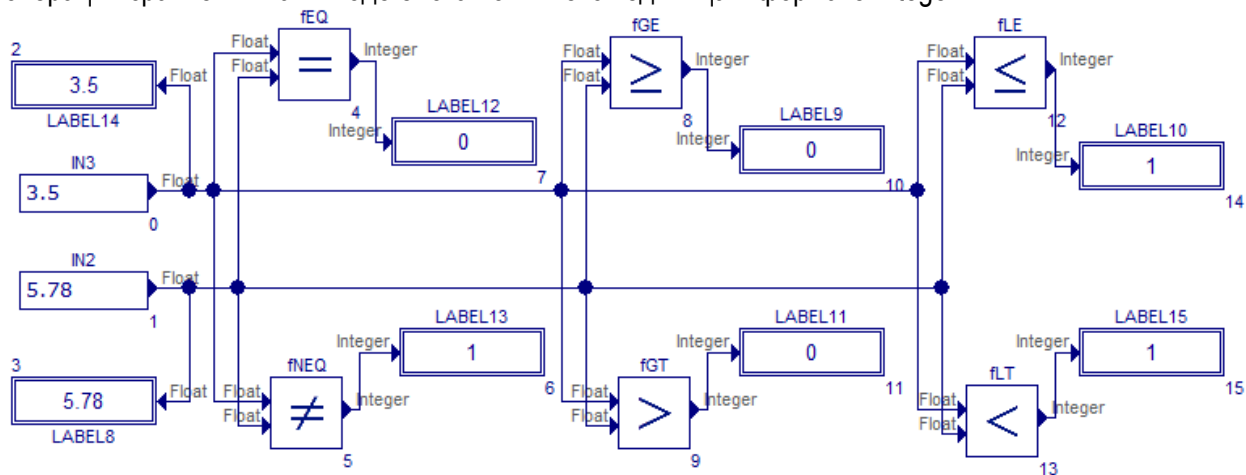 fEQ
fGE
fLE
2
Float
Integer
Float
Integer
Float
Integer
3.5
Float
Float
=
Float
≥
Float
≤
LABEL14
4
LABEL12
8
LABEL9
12
LABEL10
Integer
0
Integer
0
Integer
1
IN3
7
10
14
3.5
Float
0
IN2
5.78
Float
1
LABEL13
LABEL11
LABEL15
Integer
1
Integer
0
Integer
1
3
fNEQ
6
fGT
11
fLT
15
5.78
Float
Float
≠
Integer
Float
>
Integer
Float
<
Integer
Float
Float
Float
LABEL8
5
9
13